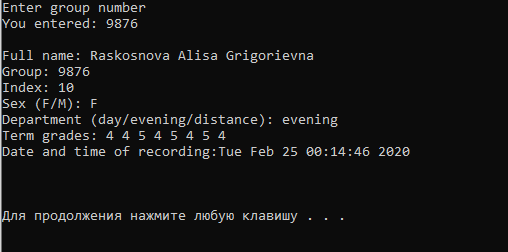 Enter group number
You entered: 9876
Full name: Raskosnova Alisa Grigorievna
Group: 9876
Index: 10
Sex (F/M): F
Department (day/evening/distance): evening
Term grades: 4 4 5 4 5 4 5 4
Date and time of recording:Tue Feb 25 00:14:46 2020
Для продолжения нажмите любую клавишу . . .